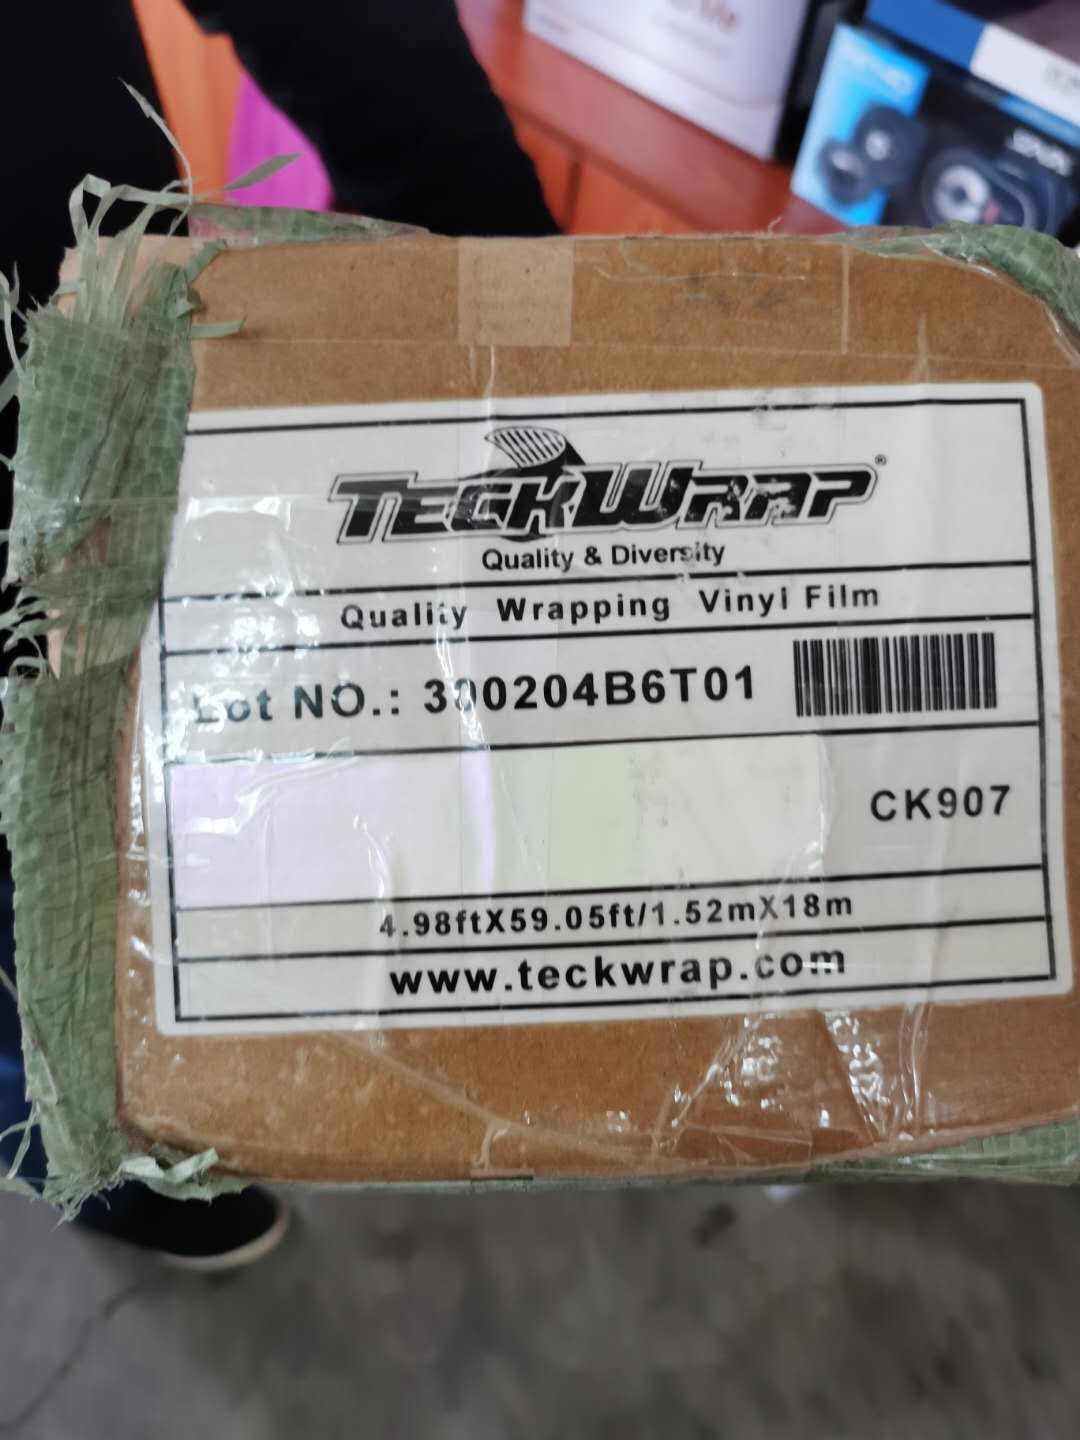 TECKWRAP®
Quality & Diversity
Quality Wrapping Vinyl Film
Lot NO.: 300204B6T01
CK907
4.98ftX59.05ft/1.52mX18m
www.teckwrap.com